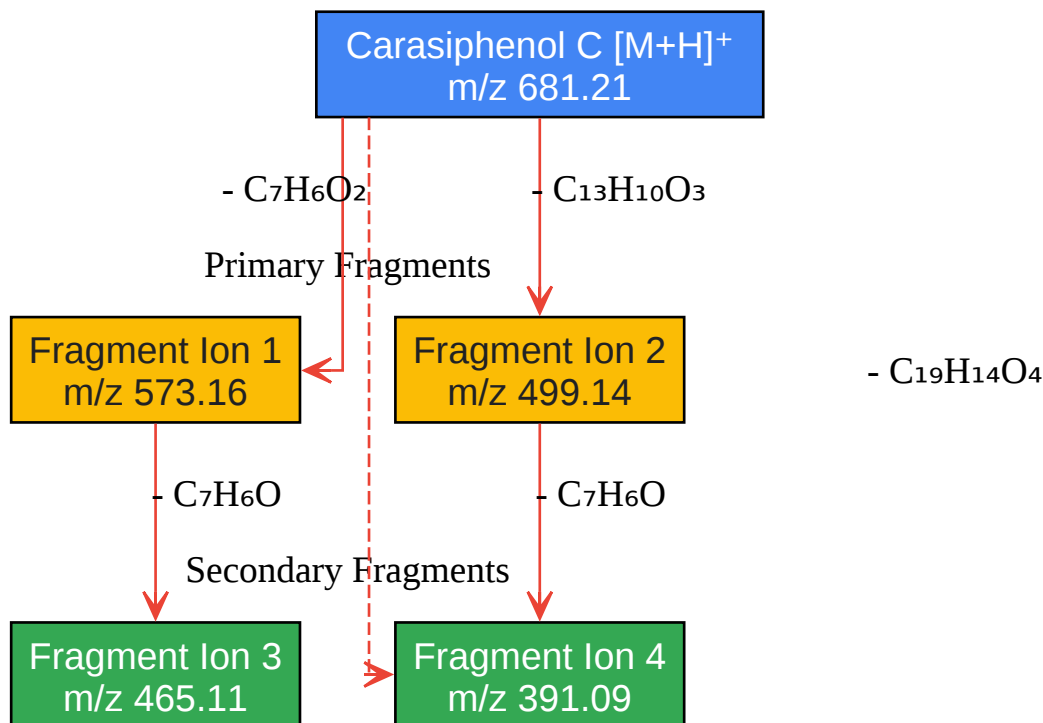 Carasiphenol C [M+H]⁺
m/z 681.21
- C₇H₆O₂
- C₁₃H₁₀O₃
Primary Fragments
Fragment Ion 1
m/z 573.16
Fragment Ion 2
m/z 499.14
- C₁₉H₁₄O₄
- C₇H₆O
- C₇H₆O
Secondary Fragments
Fragment Ion 3
m/z 465.11
Fragment Ion 4
m/z 391.09